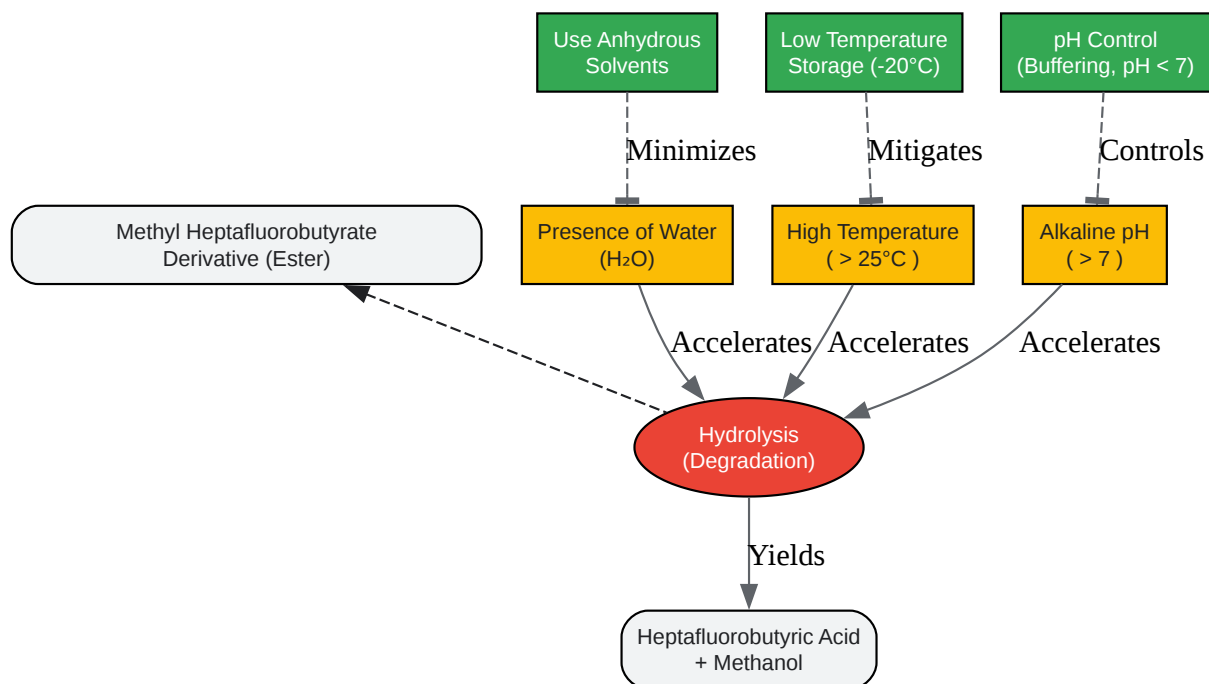 Use Anhydrous
Solvents
Low Temperature
Storage (-20°C)
pH Control
(Buffering, pH < 7)
Minimizes
Mitigates
Controls
Methyl Heptafluorobutyrate
Derivative (Ester)
Presence of Water
(H₂O)
High Temperature
( > 25°C )
Alkaline pH
( > 7 )
Accelerates
Accelerates
Accelerates
Hydrolysis
(Degradation)
Yields
Heptafluorobutyric Acid
+ Methanol